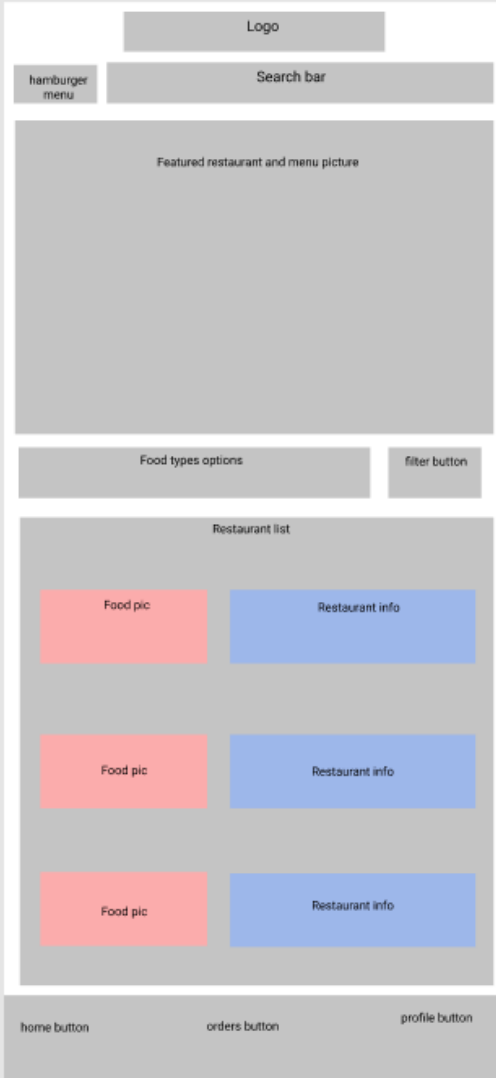 Logo
hamburger
menu
Search bar
Featured restaurant and menu picture
Food types options
filter button
Restaurant list
Food pic
Restaurant info
Food pic
Restaurant info
Food pic
Restaurant info
home button
orders button
profile button